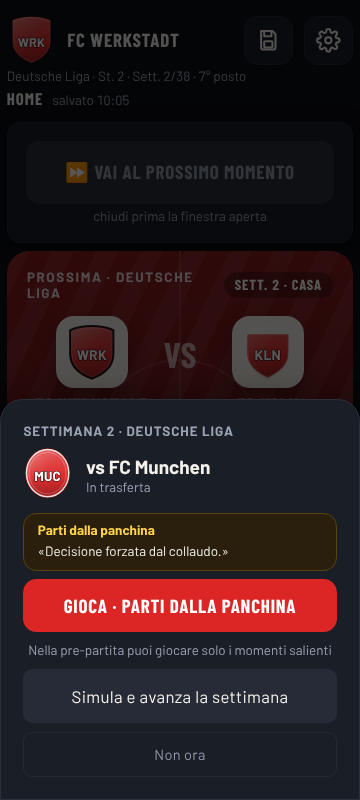 WRK
FC WERKSTADT
Deutsche Liga · St. 2 · Sett. 2/38 · 7° posto
HOME salvato 10:05
⏩ VAI AL PROSSIMO MOMENTO
chiudi prima la finestra aperta
PROSSIMA · DEUTSCHE LIGA
SETT. 2 · CASA
WRK
VS
KLN
SETTIMANA 2 · DEUTSCHE LIGA
MUC
vs FC Munchen
In trasferta
Parti dalla panchina
«Decisione forzata dal collaudo.»
GIOCA · PARTI DALLA PANCHINA
Nella pre-partita puoi giocare solo i momenti salienti
Simula e avanza la settimana
Non ora